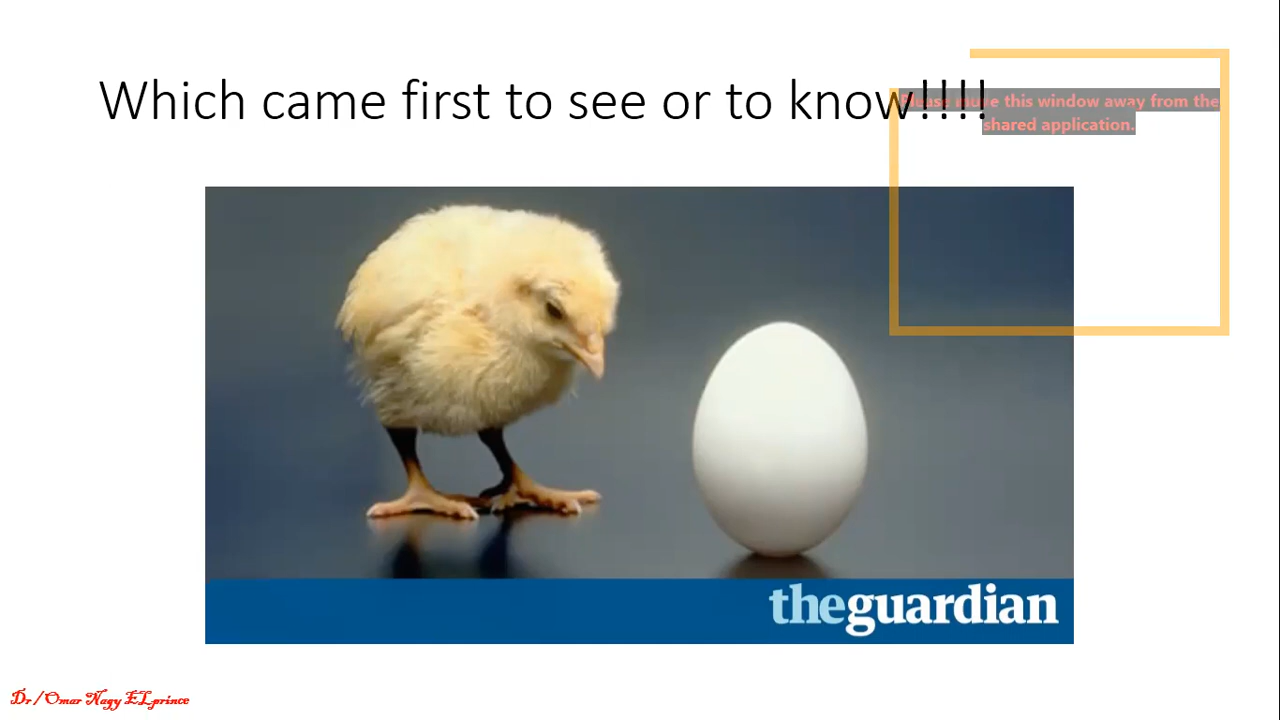 Which came first to see or to know!!!!
Please move this window away from the
shared application.
theguardian
Dr/Omar Nagy ELprince